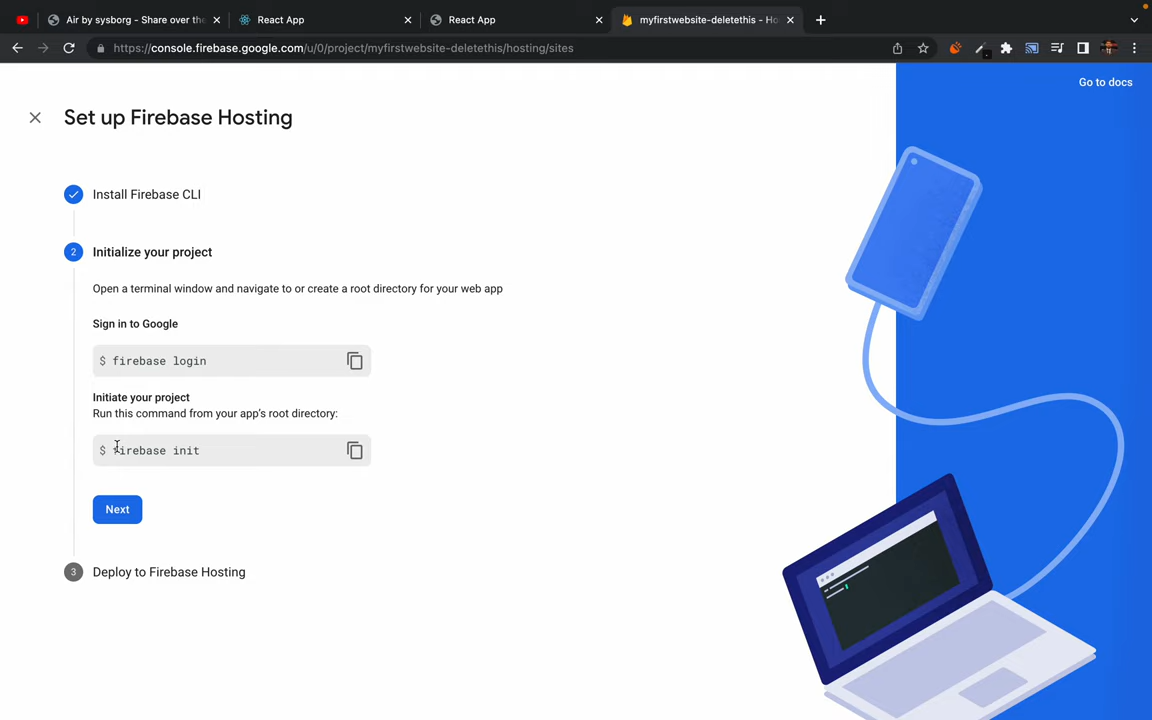 Air by sysborg - Share over the
React App
React App
myfirstwebsite-deletethis - Ho
https://console.firebase.google.com/u/0/project/myfirstwebsite-deletethis/hosting/sites
Go to docs
Set up Firebase Hosting
Install Firebase CLI
2 Initialize your project
Open a terminal window and navigate to or create a root directory for your web app
Sign in to Google
$ firebase login
Initiate your project
Run this command from your app's root directory:
$ firebase init
Next
3 Deploy to Firebase Hosting